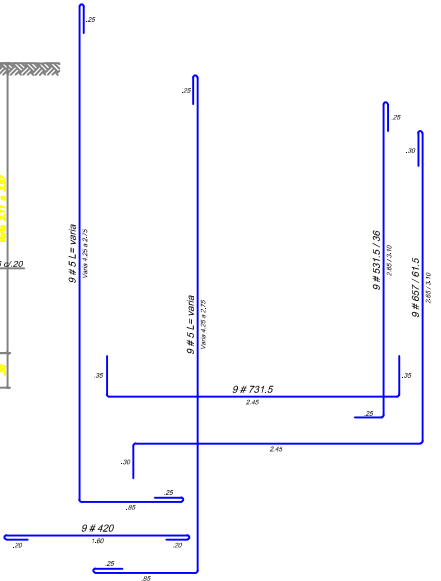 .25
.25
.25
.30
9 # 5 L= varia
Varia 4.25 a 2.75
9 # 531.5 / 36
2.65 / 3.10
9 # 657 / 61.5
2.65 / 3.10
c/.20
9 # 5 L= varia
Varia 4.25 a 2.75
.35
9 # 731.5
2.45
.35
.25
.30
2.45
.25
.85
9 # 420
.20
1.60
.20
.25
.85